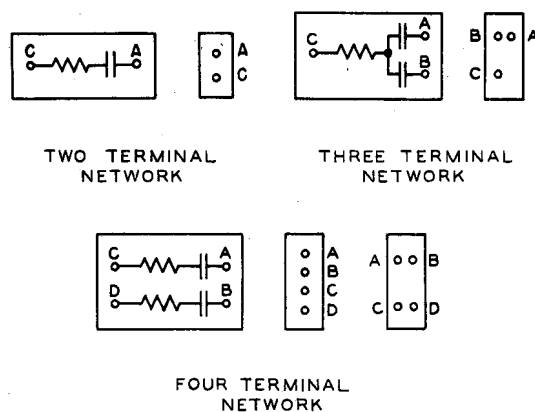 C A
A
C
TWO TERMINAL
NETWORK
C A
B
B A
C
THREE TERMINAL
NETWORK
C A
D B
A
B
C
D
A B
C D
FOUR TERMINAL
NETWORK